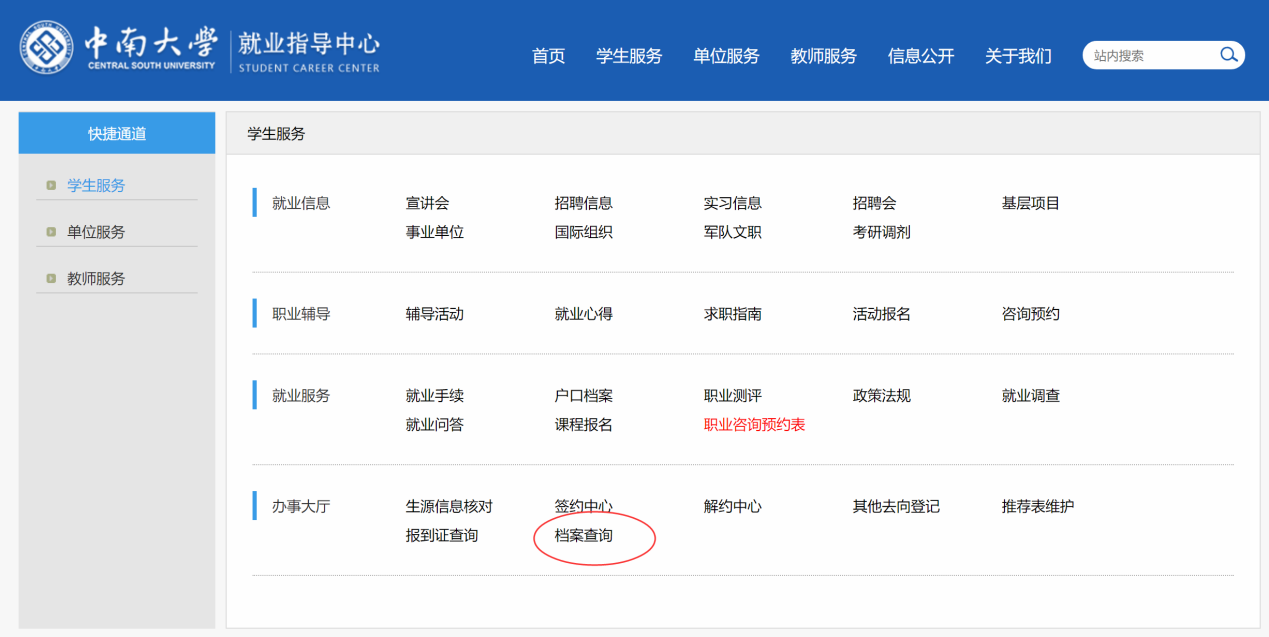 中南大学
CENTRAL SOUTH UNIVERSITY
就业指导中心
STUDENT CAREER CENTER
首页 学生服务 单位服务 教师服务 信息公开 关于我们 站内搜索
快捷通道
学生服务
单位服务
教师服务
学生服务
就业信息 宣讲会 招聘信息 实习信息 招聘会 基层项目
事业单位 国际组织 军队文职 考研调剂
职业辅导 辅导活动 就业心得 求职指南 活动报名 咨询预约
就业服务 就业手续 户口档案 职业测评 政策法规 就业调查
就业问答 课程报名 职业咨询预约表
办事大厅 生源信息核对 签约中心 解约中心 其他去向登记 推荐表维护
报到证查询 档案查询